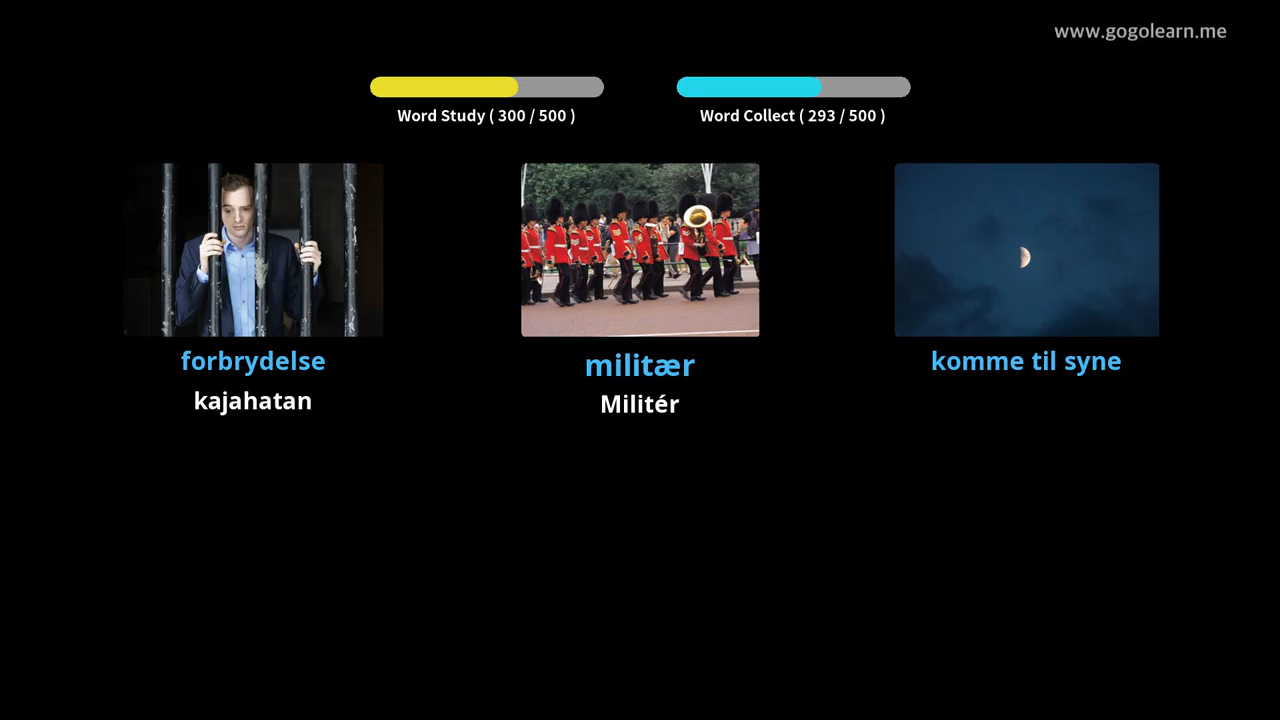 www.gogolearn.me
Word Study ( 300 / 500 )
Word Collect ( 293 / 500 )
forbrydelse
kajahatan
militær
Militér
komme til syne